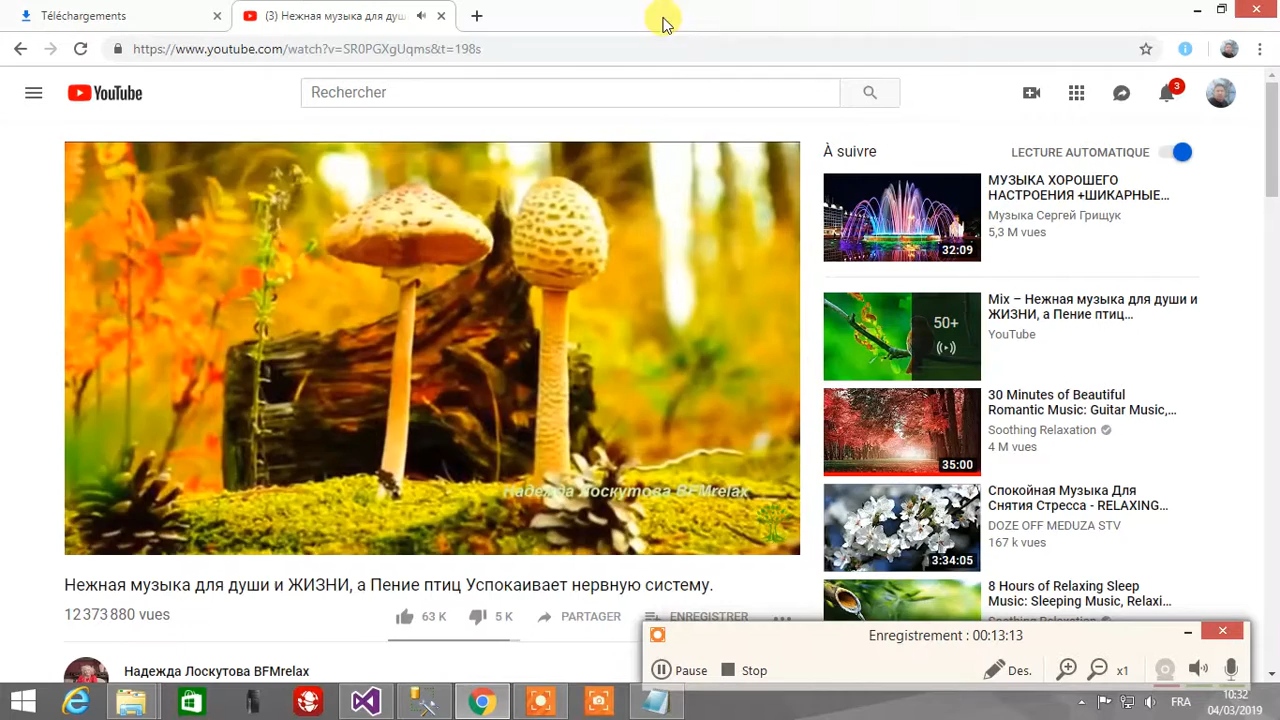 Téléchargements
(3) Нежная музыка для душ
https://www.youtube.com/watch?v=SR0PGXgUqms&t=198s
YouTube
Rechercher
3
Надежда Лоскутова BFMrelax
Нежная музыка для души и ЖИЗНИ, а Пение птиц Успокаивает нервную систему.
12 373 880 vues
63 K
5 K
PARTAGER
ENREGISTRER
Надежда Лоскутова BFMrelax
À suivre
LECTURE AUTOMATIQUE
32:09
МУЗЫКА ХОРОШЕГО
НАСТРОЕНИЯ +ШИКАРНЫЕ…
Музыка Сергей Грищук
5,3 M vues
50+
Mix – Нежная музыка для души и
ЖИЗНИ, а Пение птиц…
YouTube
35:00
30 Minutes of Beautiful
Romantic Music: Guitar Music,…
Soothing Relaxation
4 M vues
3:34:05
Спокойная Музыка Для
Снятия Стресса - RELAXING…
DOZE OFF MEDUZA STV
167 k vues
8 Hours of Relaxing Sleep
Music: Sleeping Music, Relaxi…
Enregistrement : 00:13:13
Pause
Stop
Des.
x1
FRA
10:32
04/03/2019